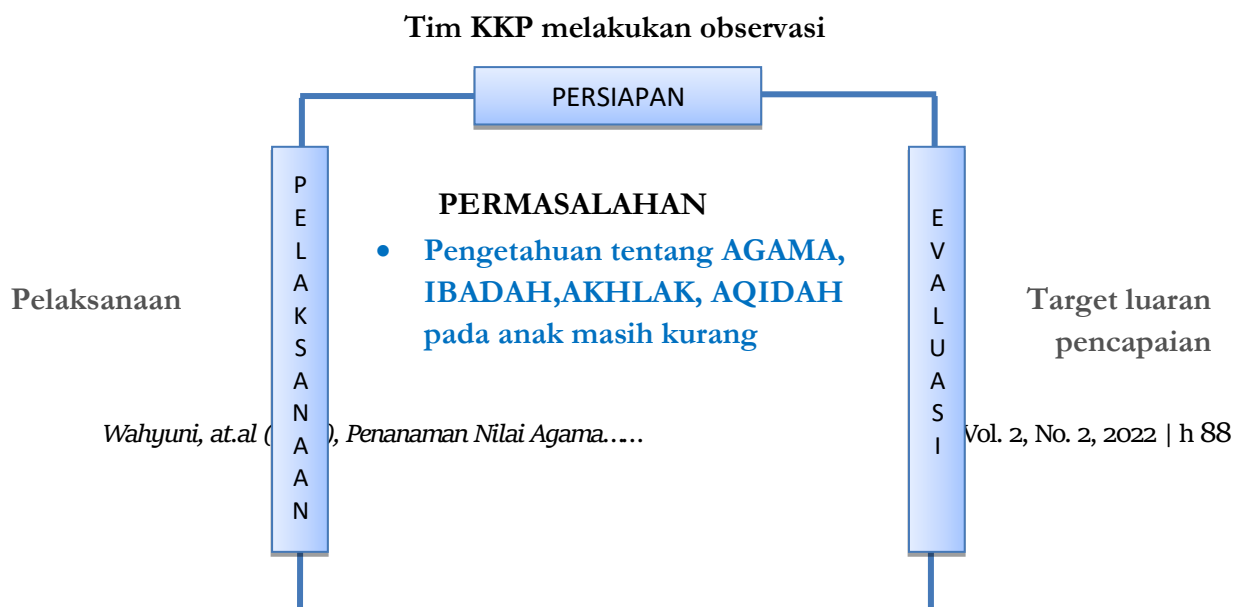 Tim KKP melakukan observasi
PERSIAPAN
PELAKSANAAN
PERMASALAHAN
• Pengetahuan tentang AGAMA,
IBADAH,AKHLAK, AQIDAH
pada anak masih kurang
EVALUASI
Pelaksanaan
Target luaran
pencapaian
Wahyuni, at.al ( ), Penanaman Nilai Agama......
Vol. 2, No. 2, 2022 | h 88